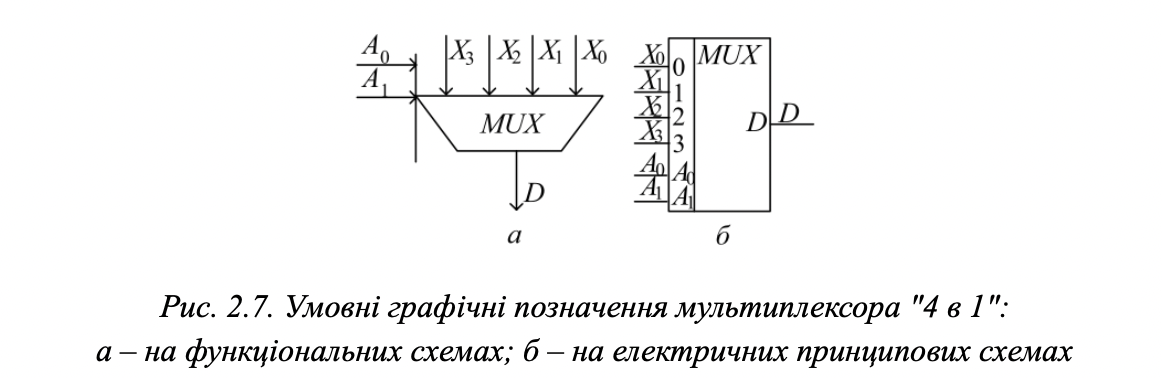 A0 X3 X2 X1 X0
A1
MUX
D
а
X0 0 MUX
X1 1
X2 2
D D
X3 3
A0 A0
A1 A1
б
Рис. 2.7. Умовні графічні позначення мультиплексора "4 в 1":
а – на функціональних схемах; б – на електричних принципових схемах